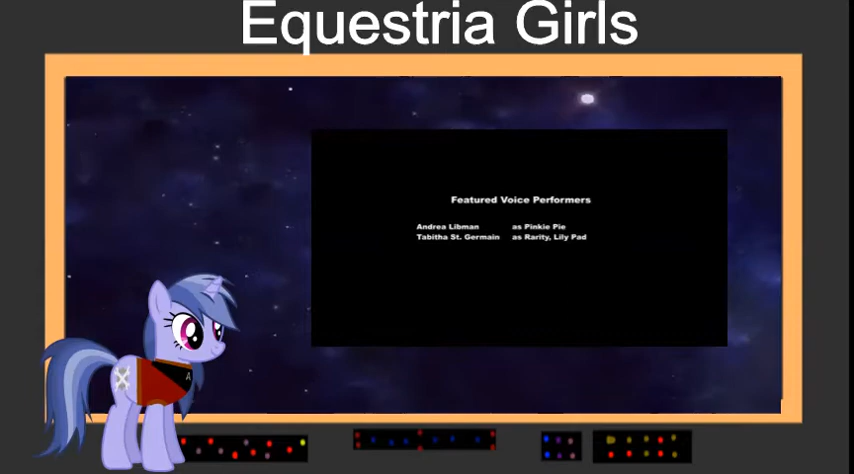 Equestria Girls
Featured Voice Performers
Andrea Libman as Pinkie Pie
Tabitha St. Germain as Rarity, Lily Pad
A